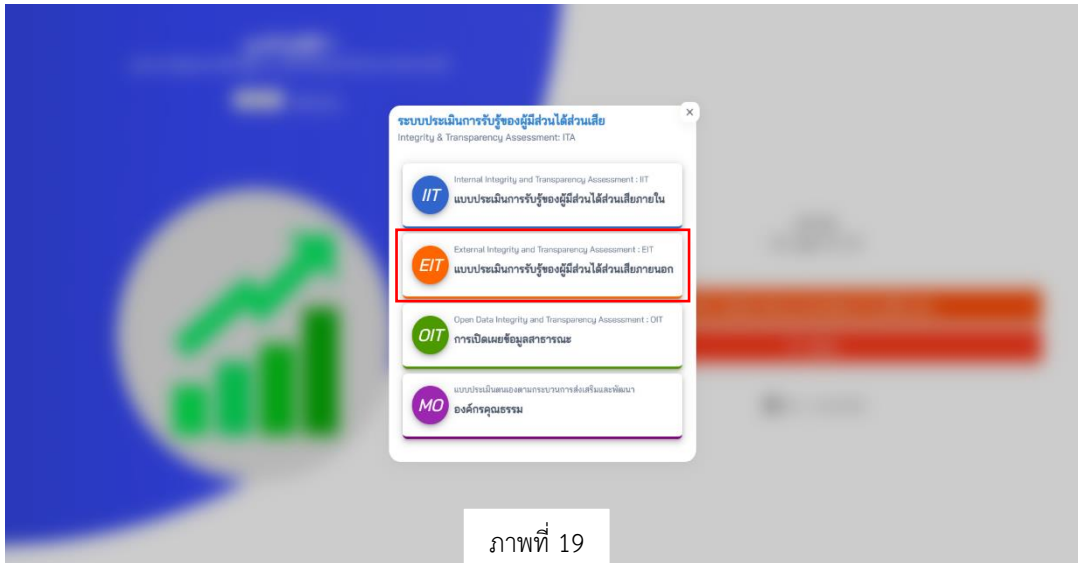 ระบบประเมินการรับรู้ของผู้มีส่วนได้ส่วนเสีย
Integrity & Transparency Assessment: ITA
×
IIT
Internal Integrity and Transparency Assessment : IIT
แบบประเมินการรับรู้ของผู้มีส่วนได้ส่วนเสียภายใน
EIT
External Integrity and Transparency Assessment : EIT
แบบประเมินการรับรู้ของผู้มีส่วนได้ส่วนเสียภายนอก
OIT
Open Data Integrity and Transparency Assessment : OIT
การเปิดเผยข้อมูลสาธารณะ
MO
แบบประเมินตนเองตามกระบวนการส่งเสริมและพัฒนา
องค์กรคุณธรรม
ภาพที่ 19